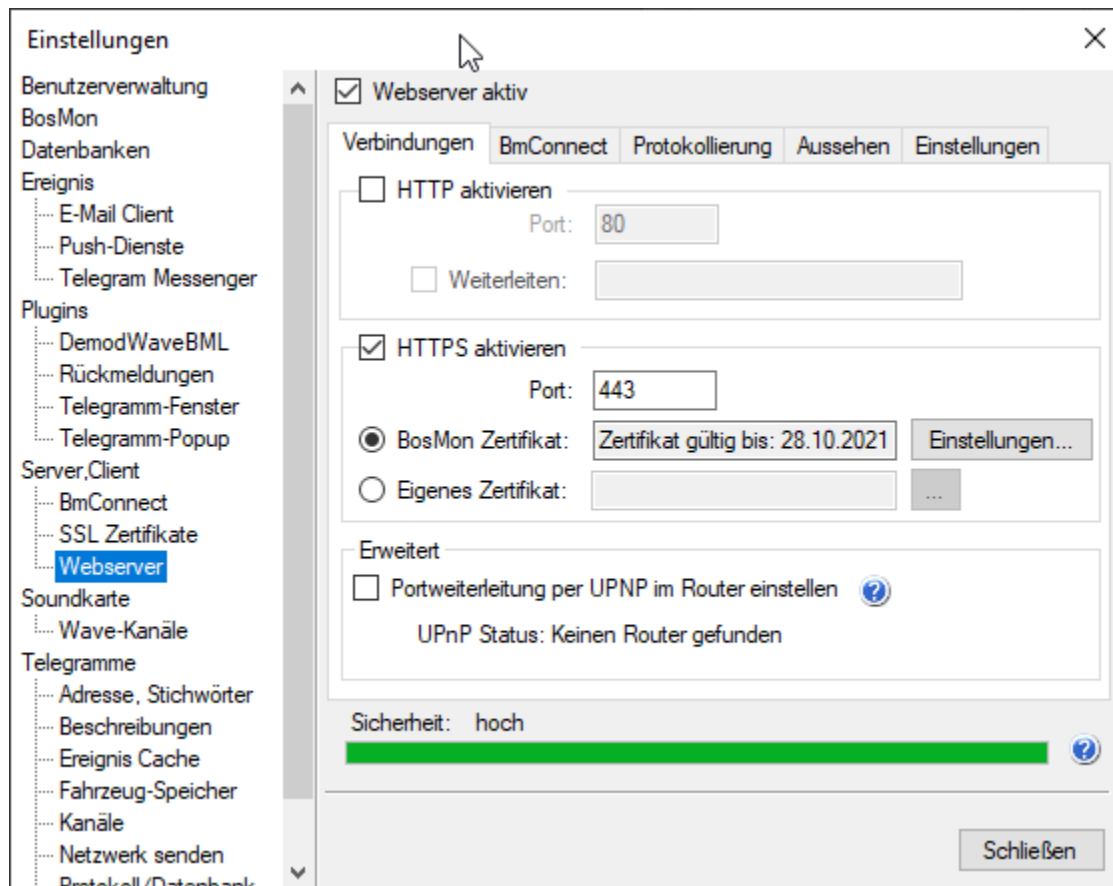 Einstellungen
Benutzerverwaltung
BosMon
Datenbanken
Ereignis
E-Mail Client
Push-Dienste
Telegram Messenger
Plugins
DemodWaveBML
Rückmeldungen
Telegramm-Fenster
Telegramm-Popup
Server,Client
BmConnect
SSL Zertifikate
Webserver
Soundkarte
Wave-Kanäle
Telegramme
Adresse, Stichwörter
Beschreibungen
Ereignis Cache
Fahrzeug-Speicher
Kanäle
Netzwerk senden
Protokoll/Datenbank
Webserver aktiv
Verbindungen BmConnect Protokollierung Aussehen Einstellungen
HTTP aktivieren
Port: 80
Weiterleiten:
HTTPS aktivieren
Port: 443
BosMon Zertifikat: Zertifikat gültig bis: 28.10.2021 Einstellungen...
Eigenes Zertifikat: ...
Erweitert
Portweiterleitung per UPNP im Router einstellen ?
UPnP Status: Keinen Router gefunden
Sicherheit: hoch
?
Schließen